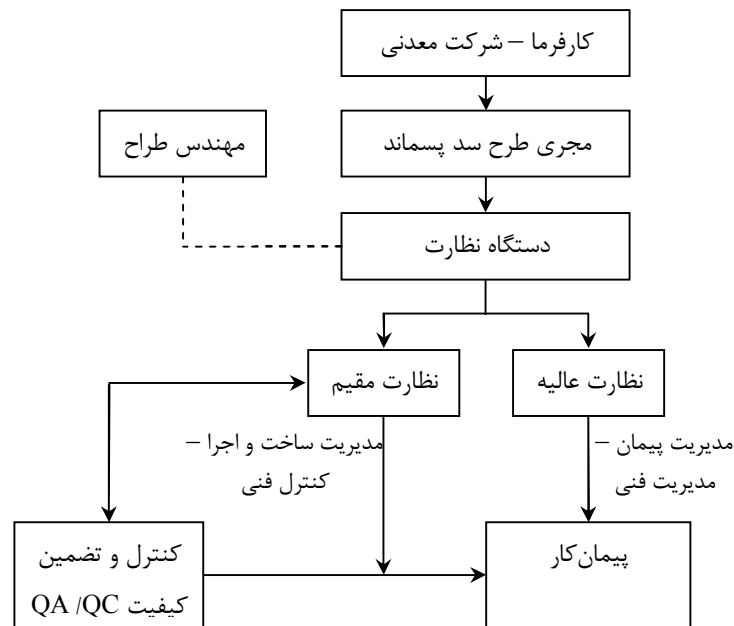 کارفرما – شرکت معدنی
مجری طرح سد پسماند
مهندس طراح
دستگاه نظارت
نظارت عالیه
نظارت مقیم
مدیریت پیمان –
مدیریت فنی
مدیریت ساخت و اجرا –
کنترل فنی
پیمان‌کار
کنترل و تضمین
کیفیت QA /QC